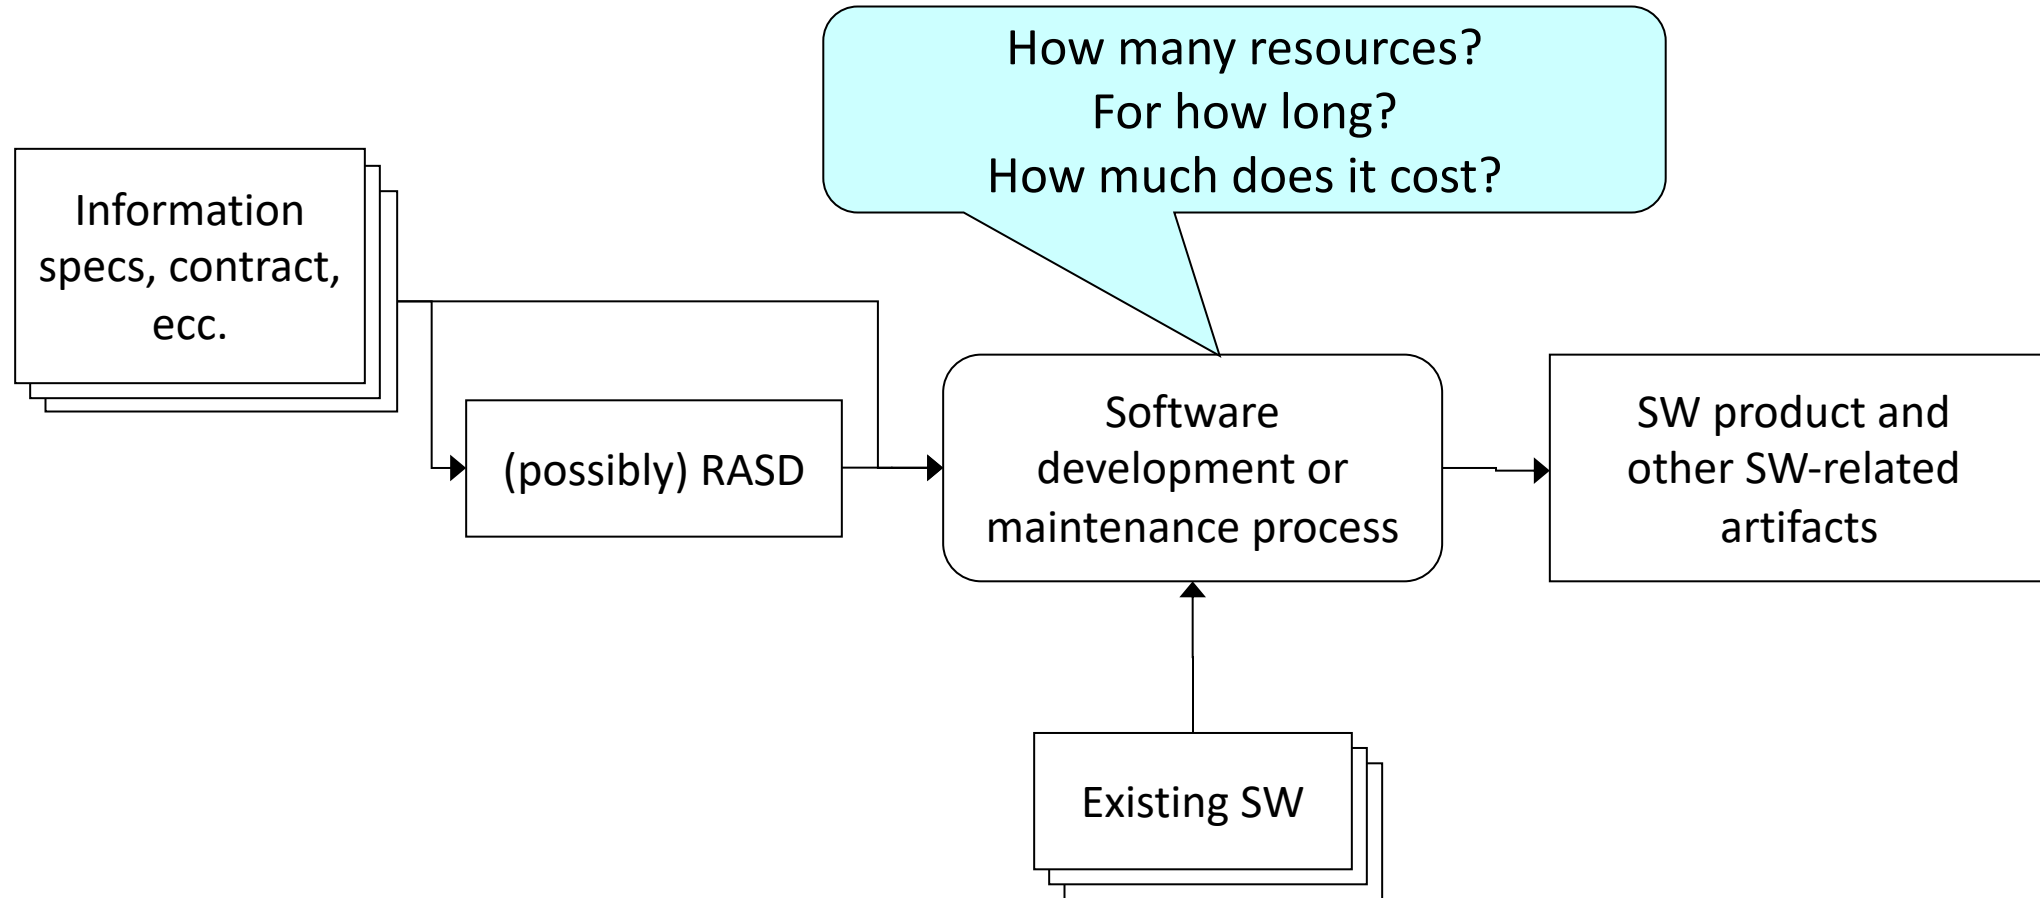 How many resources?
For how long?
How much does it cost?
Information
specs, contract,
ecc.
(possibly) RASD
Software
development or
maintenance process
SW product and
other SW-related
artifacts
Existing SW